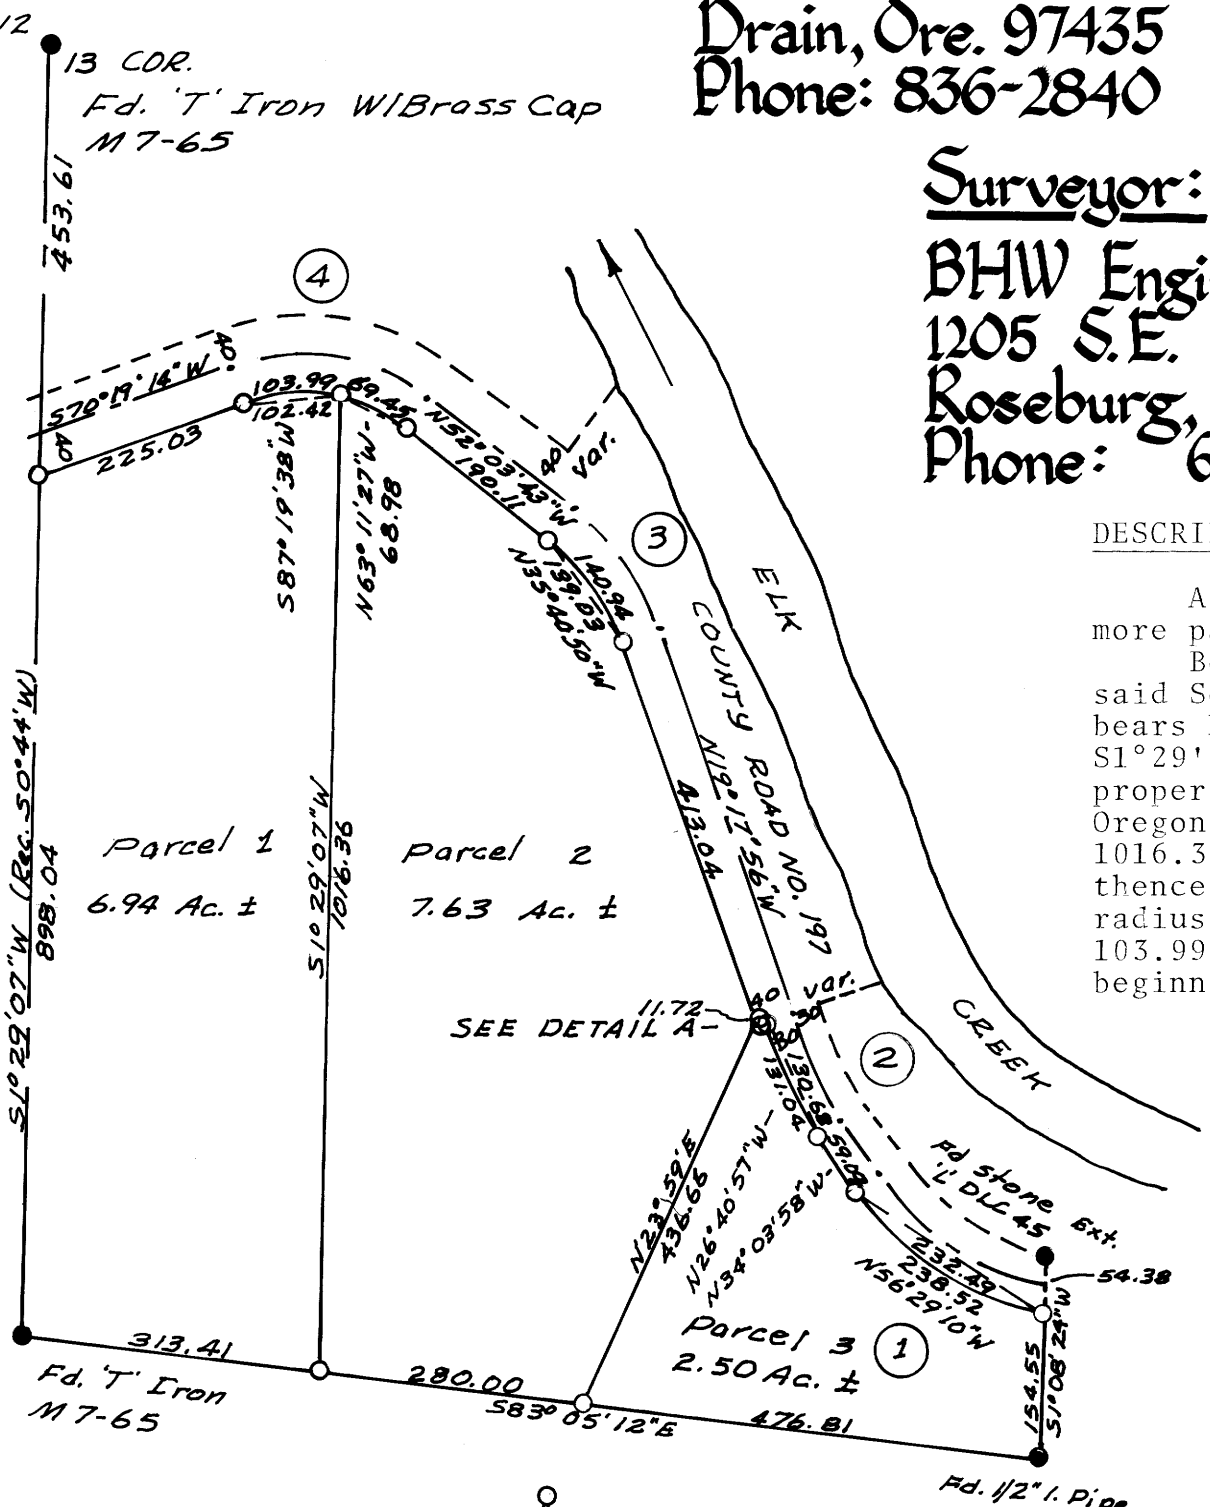 12
13 COR.
Fd. 'T' Iron W/Brass Cap
M 7-65
Drain, Ore. 97435
Phone: 836-2840
Surveyor:
BHW Engi
1205 S.E.
Roseburg,
Phone: 6
453.61
4
40
S70°19'14"W
40
225.03
103.99
102.42
69.45
S87°19'38"W
N63°11'27"W
68.98
N52°03'43"W
190.11
40
Var.
3
140.94
139.03
N35°40'50"W
ELK
COUNTY ROAD NO. 197
N19°17'56"W
413.04
DESCRI
A
more p
B
said S
bears
S1°29'
proper
Oregon
1016.3
thence
radius
103.99
beginn
S1°29'07"W (Rec. S0°44'W)
898.04
Parcel 1
6.94 Ac. ±
S1°29'07"W
1016.36
Parcel 2
7.63 Ac. ±
11.72
SEE DETAIL A
40
30
30
Var.
2
CREEK
130.68
131.04
59.09
N23°59'E
436.66
N26°40'57"W
N34°03'58"W
Fd Stone Ext.
'L' DLC 45
54.38
232.49
238.52
N56°29'10"W
154.55
S1°08'24"W
Parcel 3
1
2.50 Ac. ±
313.41
280.00
S83°05'12"E
476.81
Fd. 'T' Iron
M 7-65
Fd. 1/2" I. Pipe